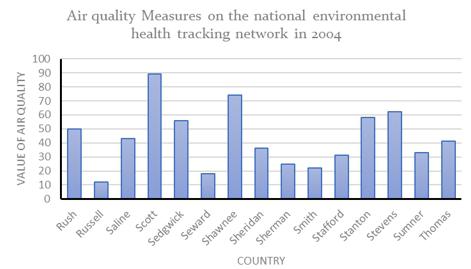 Air quality Measures on the national environmental
health tracking network in 2004
VALUE OF AIR QUALITY
100
90
80
70
60
50
40
30
20
10
0
Rush
Russell
Saline
Scott
Sedgwick
Seward
Shawnee
Sheridan
Sherman
Smith
Stafford
Stanton
Stevens
Sumner
Thomas
COUNTRY